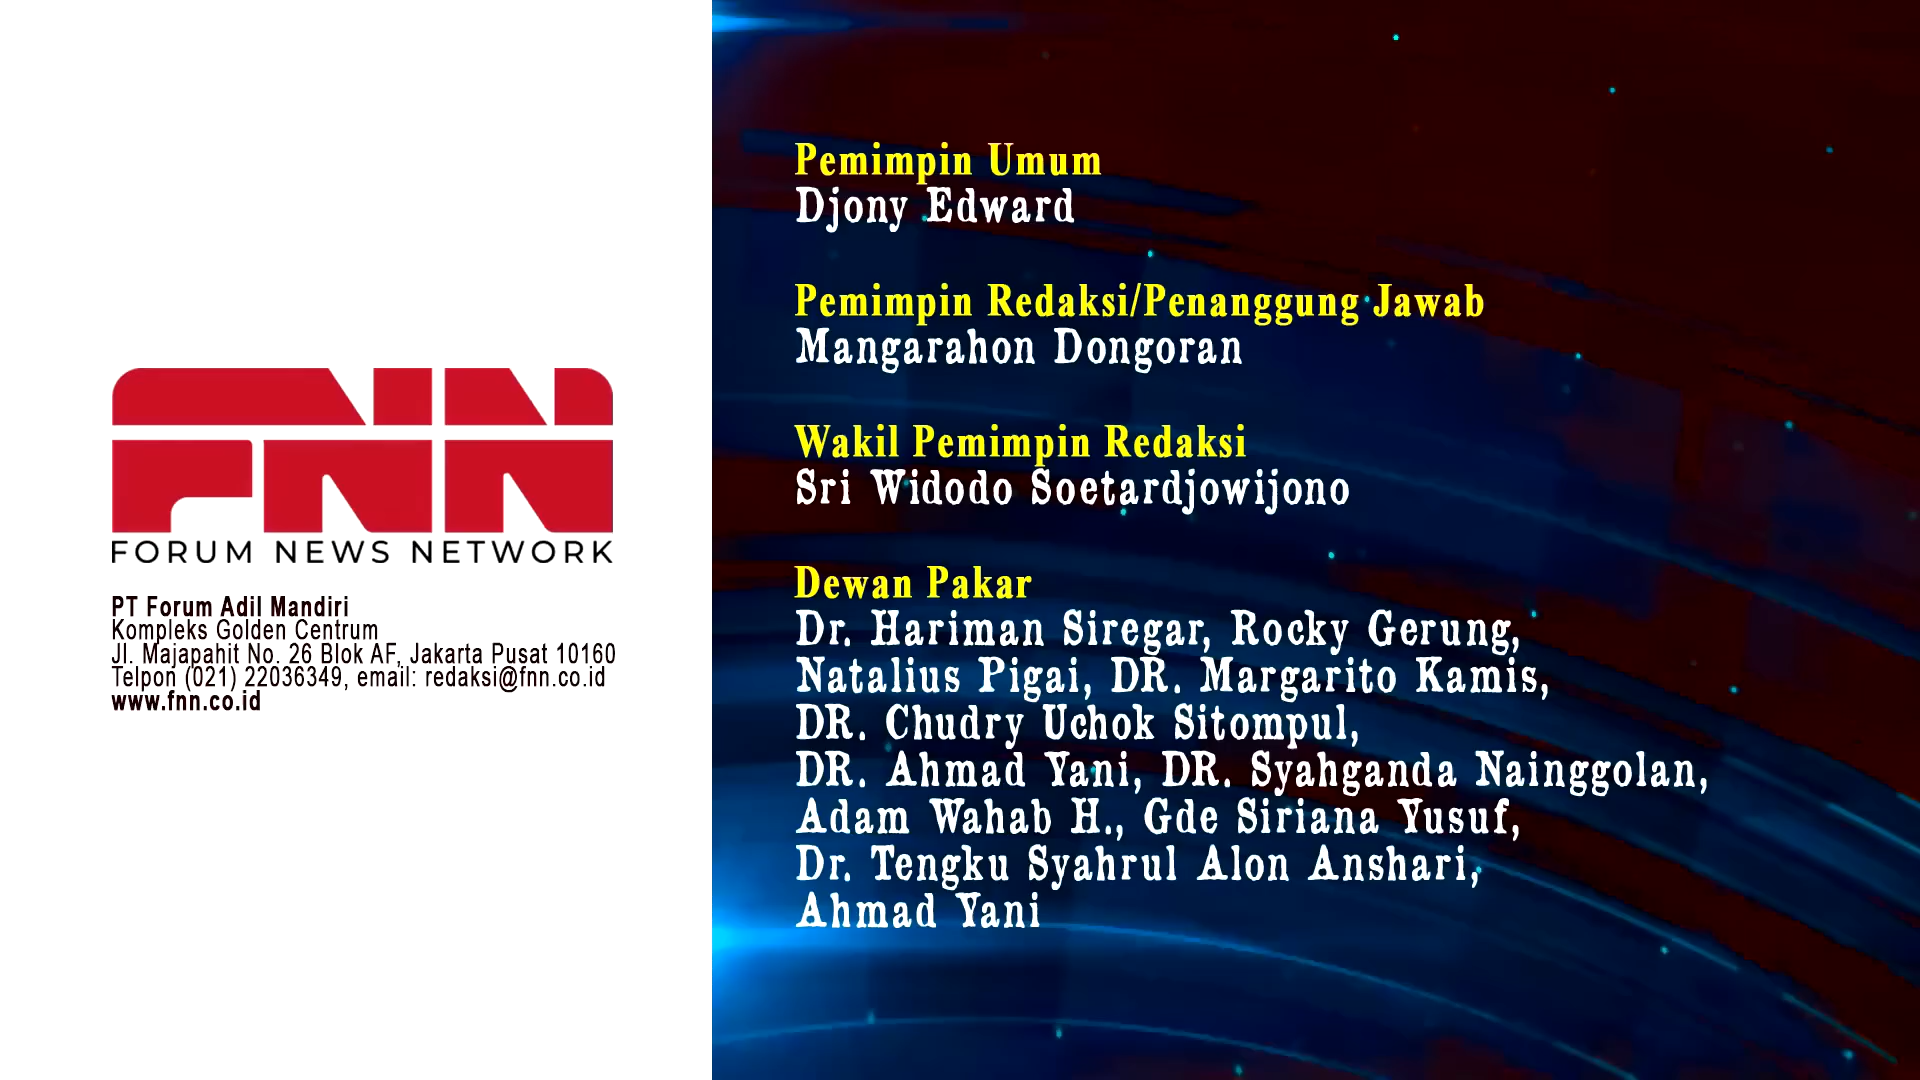 FNN
FORUM NEWS NETWORK
PT Forum Adil Mandiri
Kompleks Golden Centrum
Jl. Majapahit No. 26 Blok AF, Jakarta Pusat 10160
Telpon (021) 22036349, email: redaksi@fnn.co.id
www.fnn.co.id
Pemimpin Umum
Djony Edward
Pemimpin Redaksi/Penanggung Jawab
Mangarahon Dongoran
Wakil Pemimpin Redaksi
Sri Widodo Soetardjowijono
Dewan Pakar
Dr. Hariman Siregar, Rocky Gerung,
Natalius Pigai, DR. Margarito Kamis,
DR. Chudry Uchok Sitompul,
DR. Ahmad Yani, DR. Syahganda Nainggolan,
Adam Wahab H., Gde Siriana Yusuf,
Dr. Tengku Syahrul Alon Anshari,
Ahmad Yani